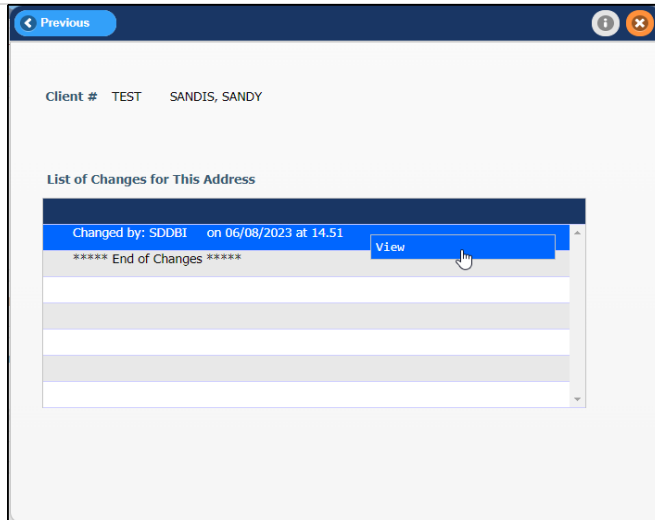 Previous
Client # TEST SANDIS, SANDY
List of Changes for This Address
Changed by: SDDBI on 06/08/2023 at 14.51
View
***** End of Changes *****